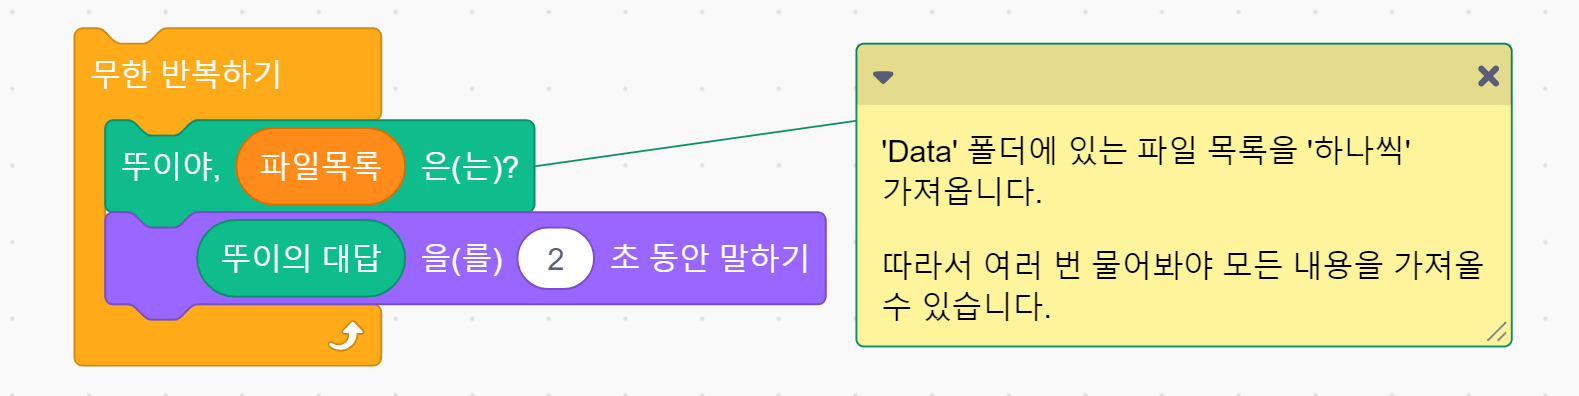 무한 반복하기
뚜이야, 파일목록 은(는)?
뚜이의 대답 을(를) 2 초 동안 말하기
'Data' 폴더에 있는 파일 목록을 '하나씩'
가져옵니다.
따라서 여러 번 물어봐야 모든 내용을 가져올
수 있습니다.